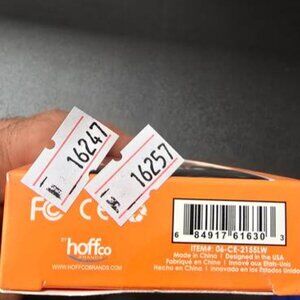 16247
16257
FC CE
BY hoffco
BRANDS
WWW.HOFFCOBRANDS.COM
6 84917 61630 3
ITEM#: 06-CE-2155LW
Made in China | Designed in the USA
Fabriqué en Chine | Innové aux États-Unis
Hecho en China | innovado en los Estados Unidos